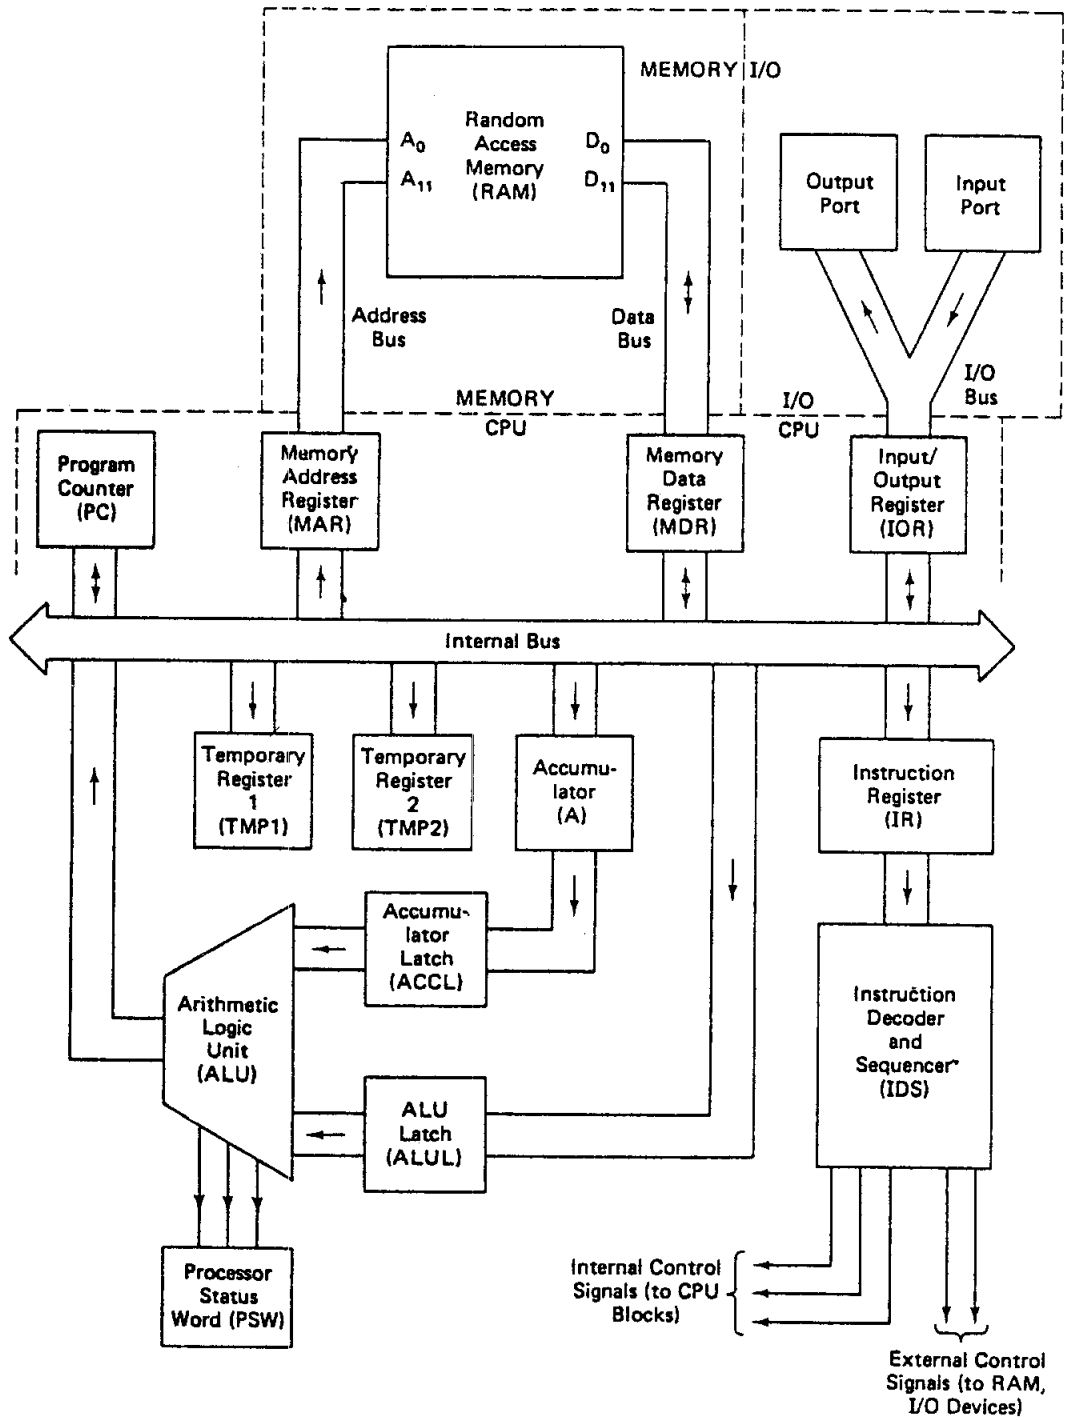 MEMORY I/O
Random
Access
Memory
(RAM)
A0
A11
D0
D11
Output
Port
Input
Port
Address
Bus
Data
Bus
I/O
Bus
MEMORY
CPU
I/O
CPU
Program
Counter
(PC)
Memory
Address
Register
(MAR)
Memory
Data
Register
(MDR)
Input/
Output
Register
(IOR)
Internal Bus
Temporary
Register
1
(TMP1)
Temporary
Register
2
(TMP2)
Accumu-
lator
(A)
Instruction
Register
(IR)
Accumu-
lator
Latch
(ACCL)
Arithmetic
Logic
Unit
(ALU)
ALU
Latch
(ALUL)
Instruction
Decoder
and
Sequencer
(IDS)
Processor
Status
Word (PSW)
Internal Control
Signals (to CPU
Blocks)
External Control
Signals (to RAM,
I/O Devices)